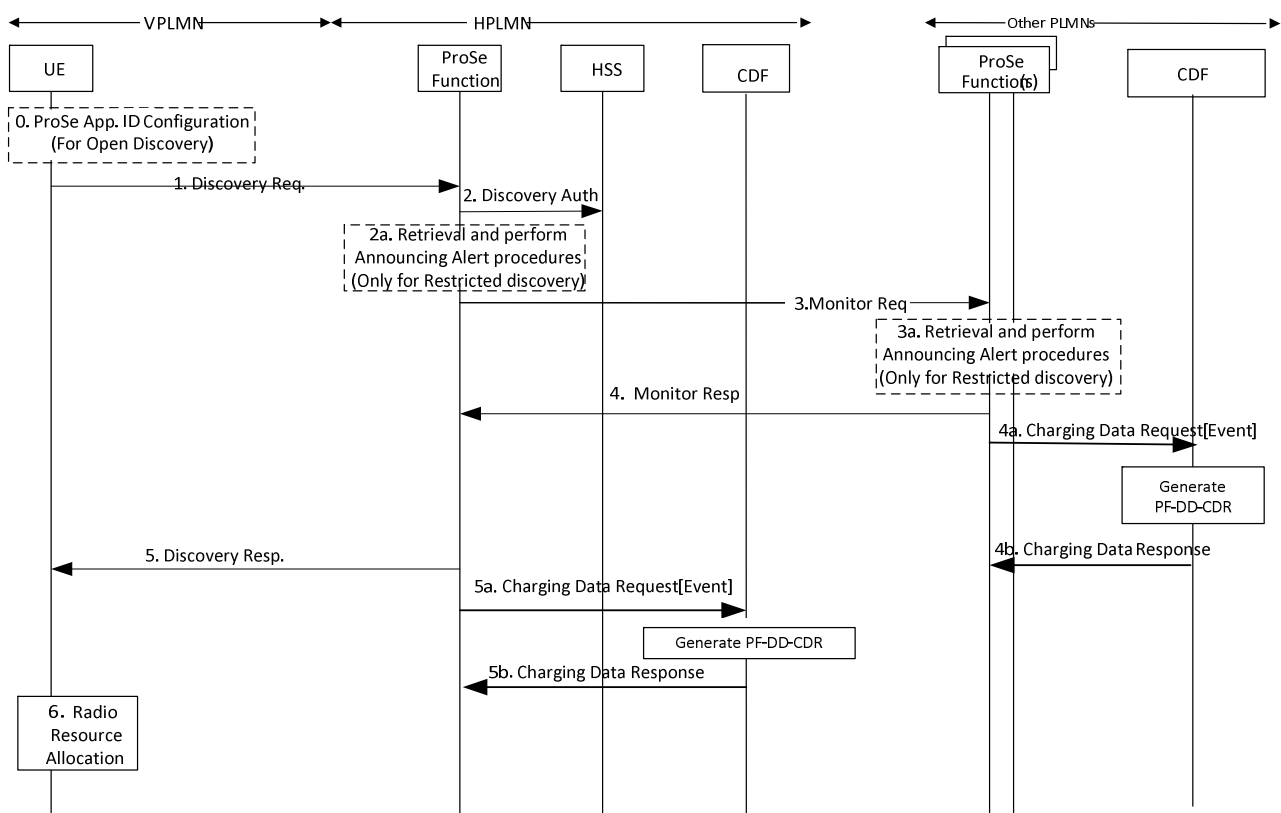 VPLMN
HPLMN
Other PLMNs
UE
ProSe
Function
HSS
CDF
ProSe
Function(s)
CDF
0. ProSe App. ID Configuration
(For Open Discovery)
1. Discovery Req.
2. Discovery Auth
2a. Retrieval and perform
Announcing Alert procedures
(Only for Restricted discovery)
3.Monitor Req
3a. Retrieval and perform
Announcing Alert procedures
(Only for Restricted discovery)
4. Monitor Resp
4a. Charging Data Request[Event]
Generate
PF-DD-CDR
4b. Charging Data Response
5. Discovery Resp.
5a. Charging Data Request[Event]
Generate PF-DD-CDR
5b. Charging Data Response
6. Radio
Resource
Allocation